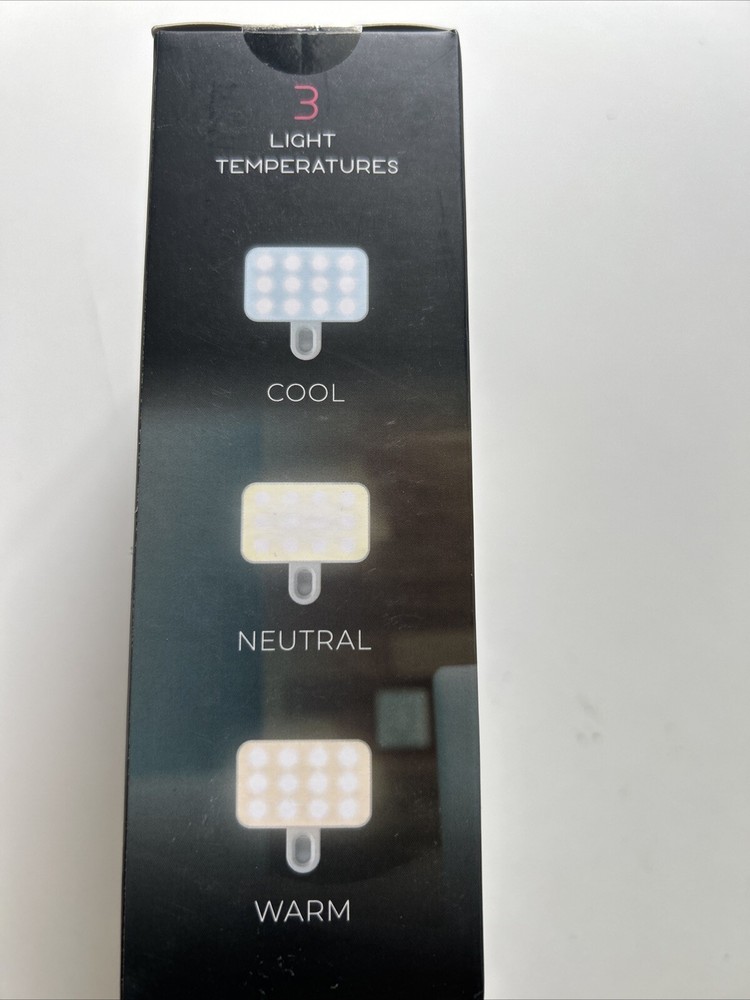 3
LIGHT
TEMPERATURES
COOL
NEUTRAL
WARM